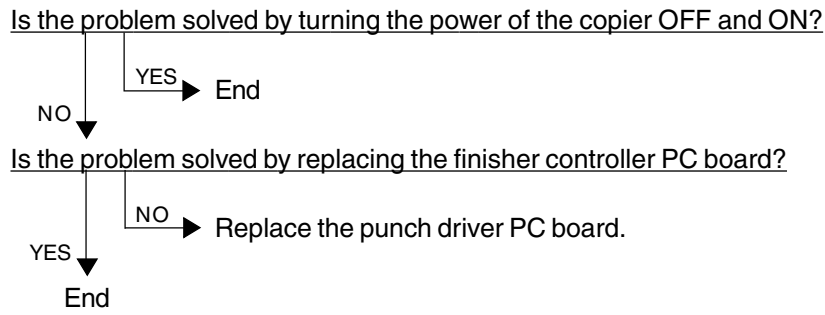 Is the problem solved by turning the power of the copier OFF and ON?
YES
End
NO
Is the problem solved by replacing the finisher controller PC board?
NO
Replace the punch driver PC board.
YES
End